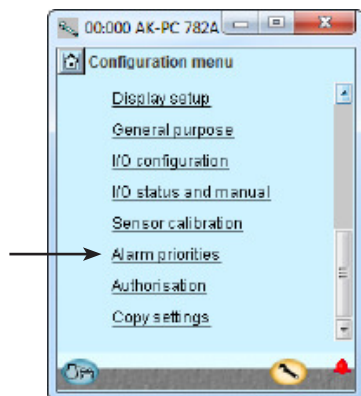 00:000 AK-PC 782A
Configuration menu
Display setup
General purpose
I/O configuration
I/O status and manual
Sensor calibration
Alarm priorities
Authorisation
Copy settings